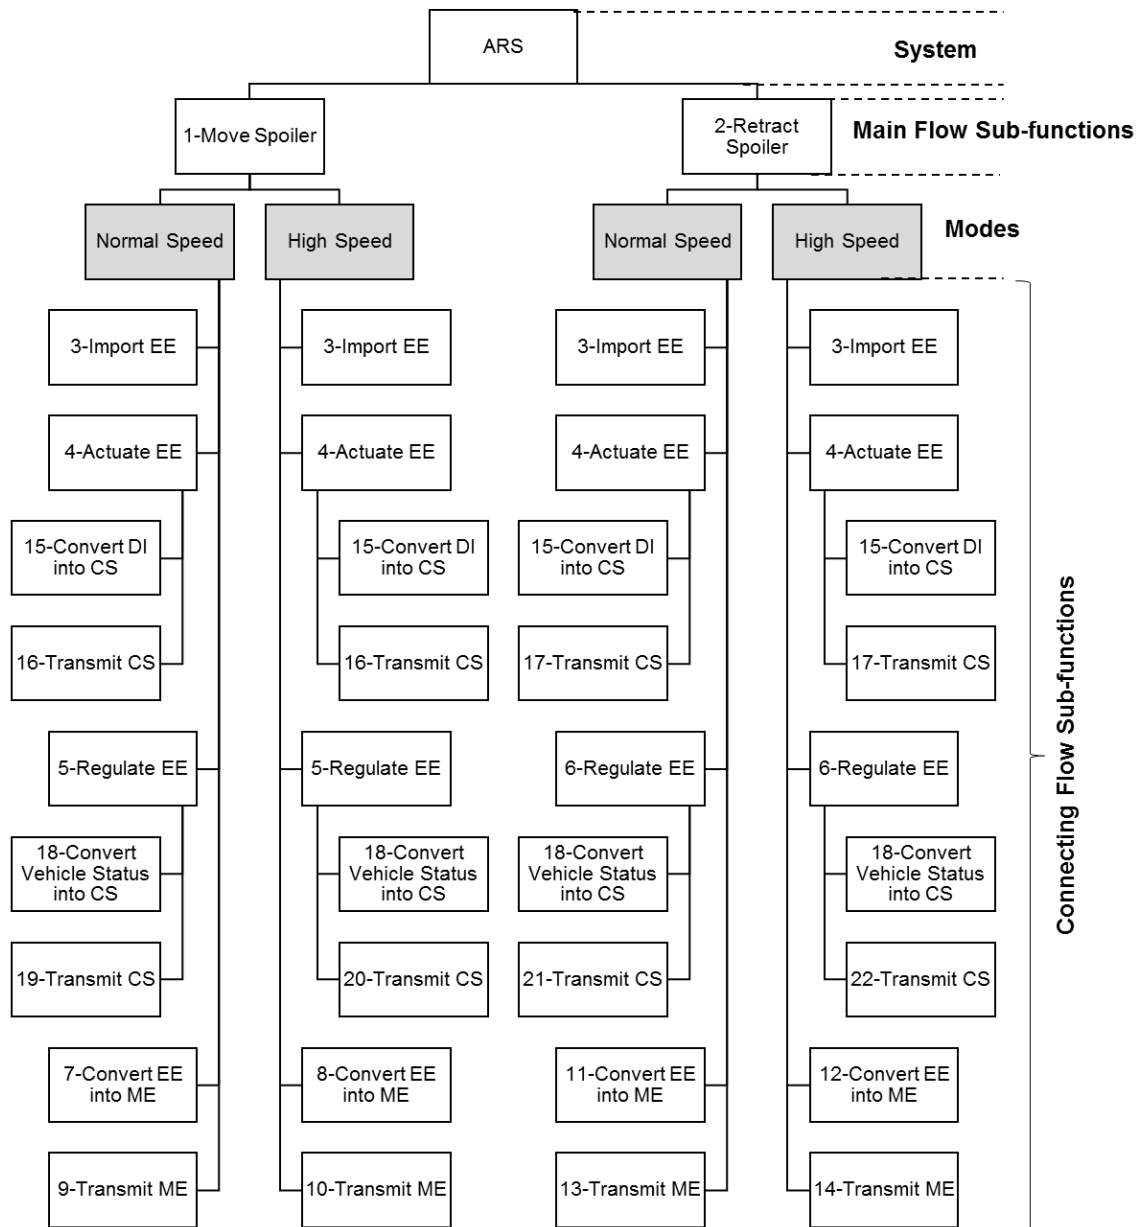 ARS
System
1-Move Spoiler
2-Retract
Spoiler
Main Flow Sub-functions
Normal Speed
High Speed
Normal Speed
High Speed
Modes
3-Import EE
3-Import EE
3-Import EE
3-Import EE
4-Actuate EE
4-Actuate EE
4-Actuate EE
4-Actuate EE
15-Convert DI
into CS
15-Convert DI
into CS
15-Convert DI
into CS
15-Convert DI
into CS
16-Transmit CS
16-Transmit CS
17-Transmit CS
17-Transmit CS
5-Regulate EE
5-Regulate EE
6-Regulate EE
6-Regulate EE
18-Convert
Vehicle Status
into CS
18-Convert
Vehicle Status
into CS
18-Convert
Vehicle Status
into CS
18-Convert
Vehicle Status
into CS
19-Transmit CS
20-Transmit CS
21-Transmit CS
22-Transmit CS
7-Convert EE
into ME
8-Convert EE
into ME
11-Convert EE
into ME
12-Convert EE
into ME
9-Transmit ME
10-Transmit ME
13-Transmit ME
14-Transmit ME
Connecting Flow Sub-functions